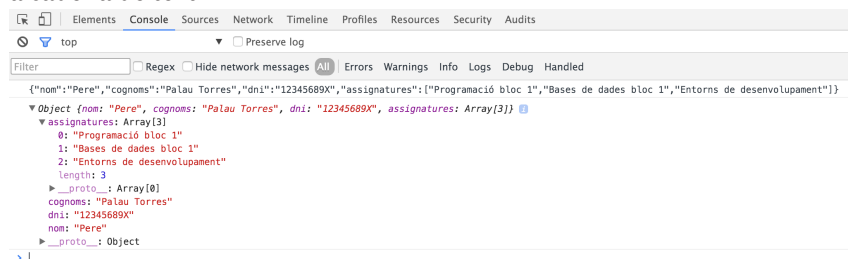 Elements Console Sources Network Timeline Profiles Resources Security Audits
top Preserve log
Filter Regex Hide network messages All Errors Warnings Info Logs Debug Handled
{"nom":"Pere","cognoms":"Palau Torres","dni":"12345689X","assignatures":["Programació bloc 1","Bases de dades bloc 1","Entorns de desenvolupament"]}
Object {nom: "Pere", cognoms: "Palau Torres", dni: "12345689X", assignatures: Array[3]}
assignatures: Array[3]
0: "Programació bloc 1"
1: "Bases de dades bloc 1"
2: "Entorns de desenvolupament"
length: 3
__proto__: Array[0]
cognoms: "Palau Torres"
dni: "12345689X"
nom: "Pere"
__proto__: Object